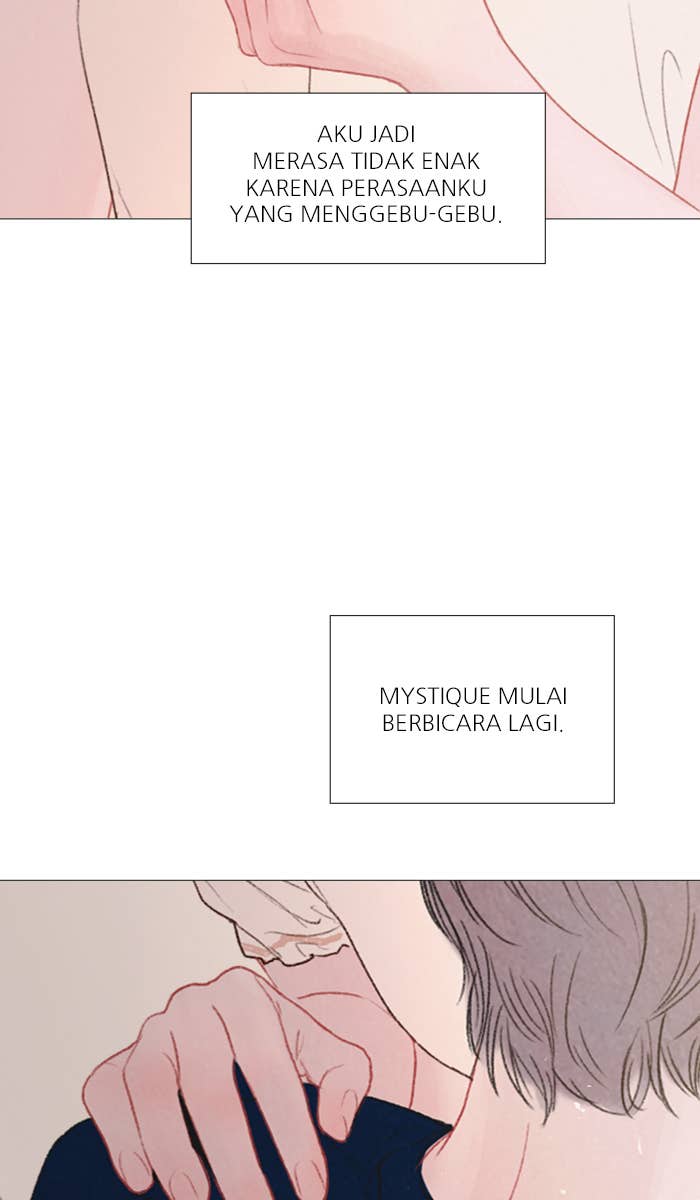 AKU JADI
MERASA TIDAK ENAK
KARENA PERASAANKU
YANG MENGGEBU-GEBU.
MYSTIQUE MULAI
BERBICARA LAGI.